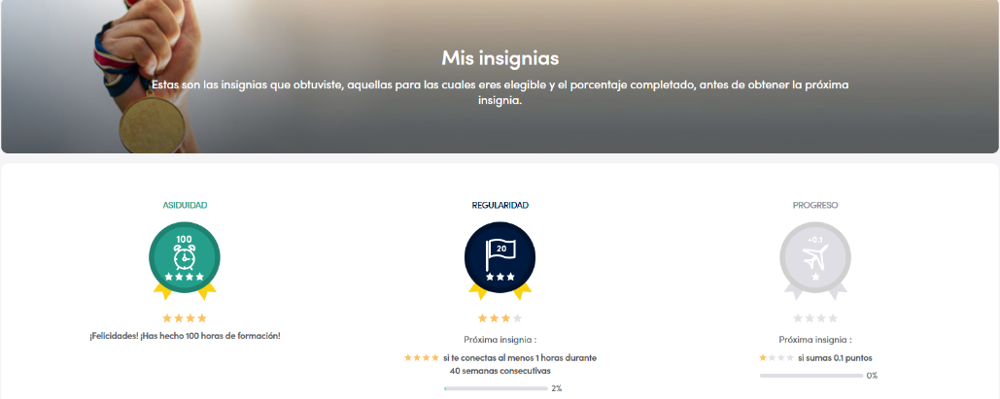 Mis insignias
Estas son las insignias que obtuviste, aquellas para las cuales eres elegible y el porcentaje completado, antes de obtener la próxima
insignia.
ASIDUIDAD
100
¡Felicidades! ¡Has hecho 100 horas de formación!
REGULARIDAD
20
Próxima insignia :
si te conectas al menos 1 horas durante
40 semanas consecutivas
2%
PROGRESO
+0.1
Próxima insignia :
si sumas 0.1 puntos
0%